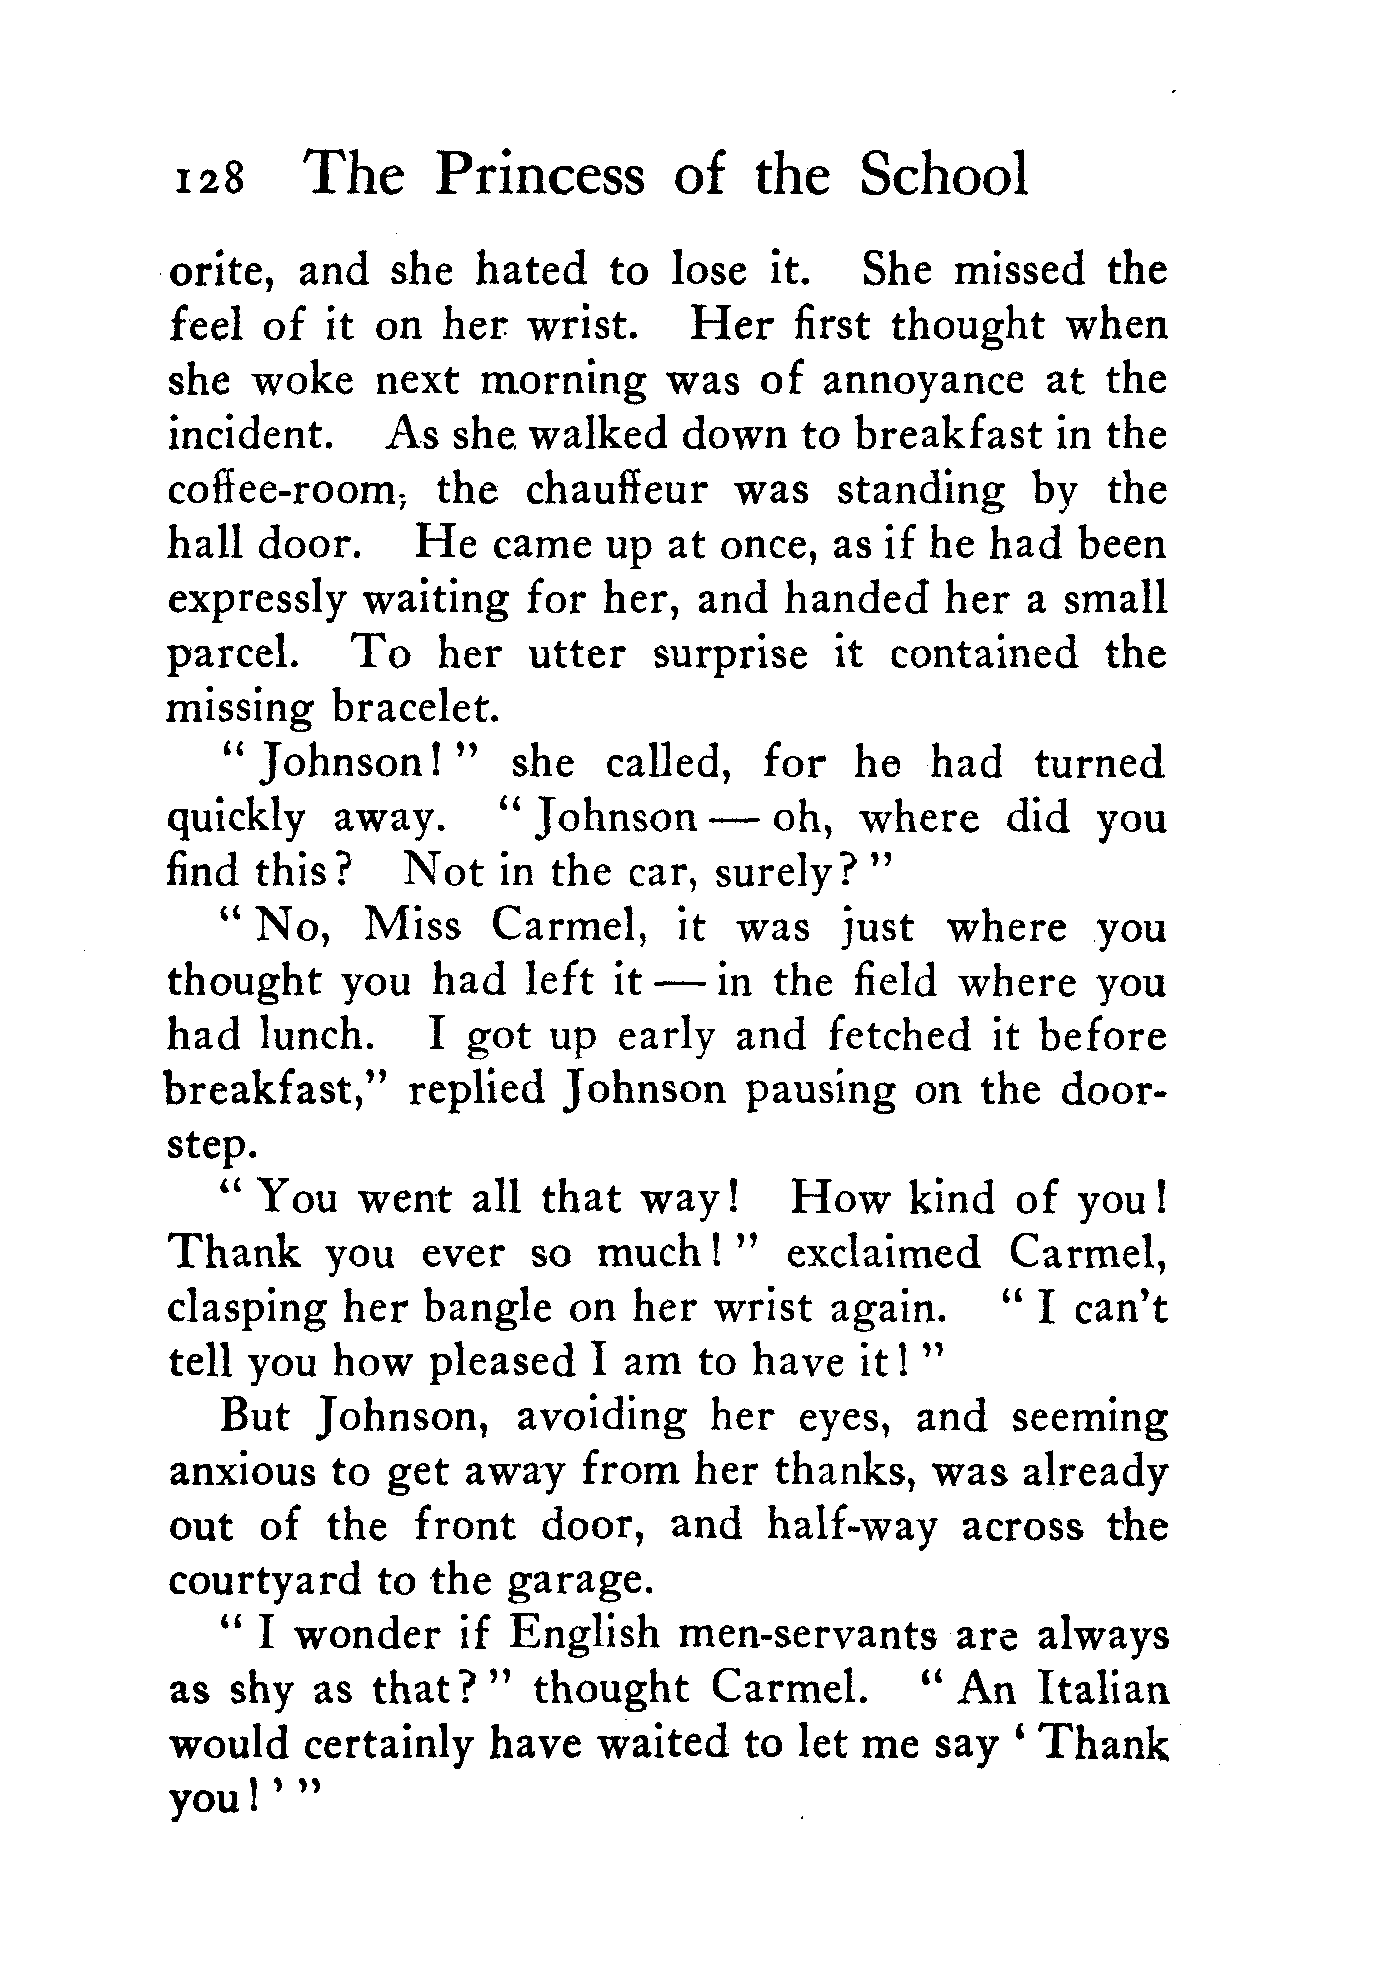 128 The Princess of the School
orite, and she hated to lose it. She missed the
feel of it on her wrist. Her first thought when
she woke next morning was of annoyance at the
incident. As she walked down to breakfast in the
coffee-room, the chauffeur was standing by the
hall door. He came up at once, as if he had been
expressly waiting for her, and handed her a small
parcel. To her utter surprise it contained the
missing bracelet.
"Johnson!" she called, for he had turned
quickly away. "Johnson — oh, where did you
find this? Not in the car, surely?"
"No, Miss Carmel, it was just where you
thought you had left it — in the field where you
had lunch. I got up early and fetched it before
breakfast," replied Johnson pausing on the door-
step.
"You went all that way! How kind of you!
Thank you ever so much!" exclaimed Carmel,
clasping her bangle on her wrist again. "I can't
tell you how pleased I am to have it!"
But Johnson, avoiding her eyes, and seeming
anxious to get away from her thanks, was already
out of the front door, and half-way across the
courtyard to the garage.
"I wonder if English men-servants are always
as shy as that?" thought Carmel. "An Italian
would certainly have waited to let me say 'Thank
you!'"